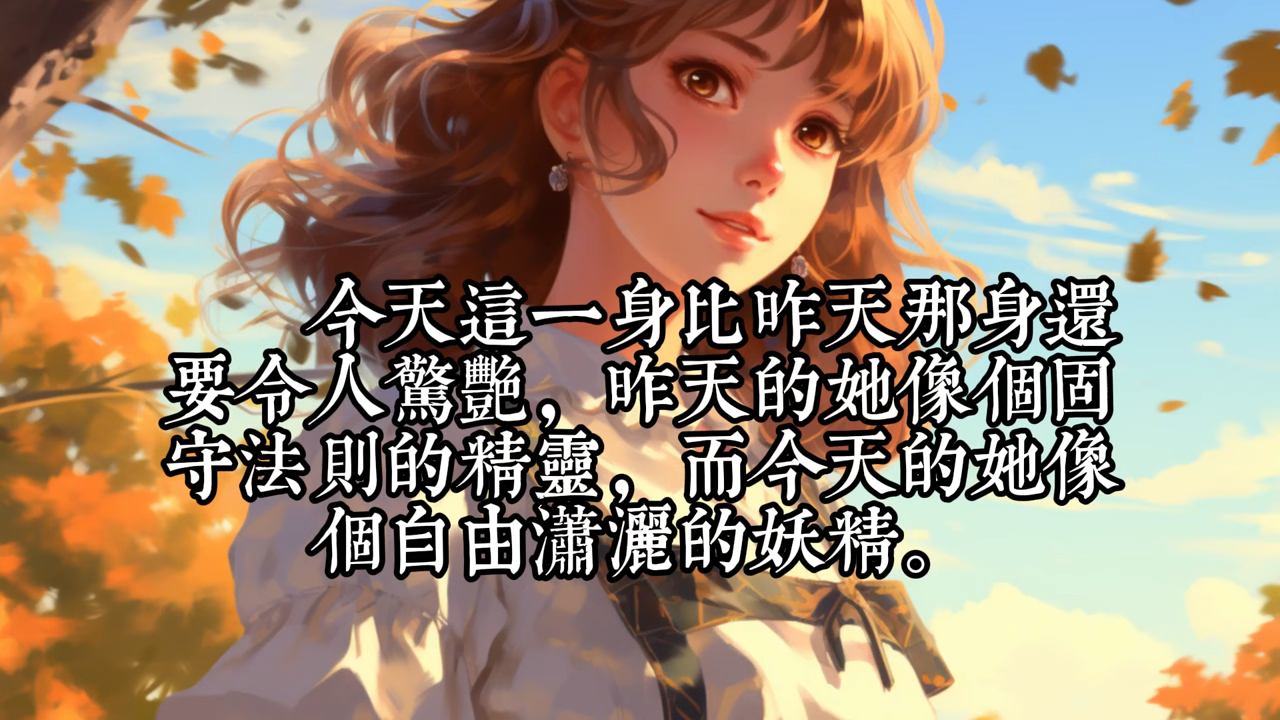 今天這一身比昨天那身還
要令人驚艷，昨天的她像個固
守法則的精靈，而今天的她像
個自由瀟灑的妖精。